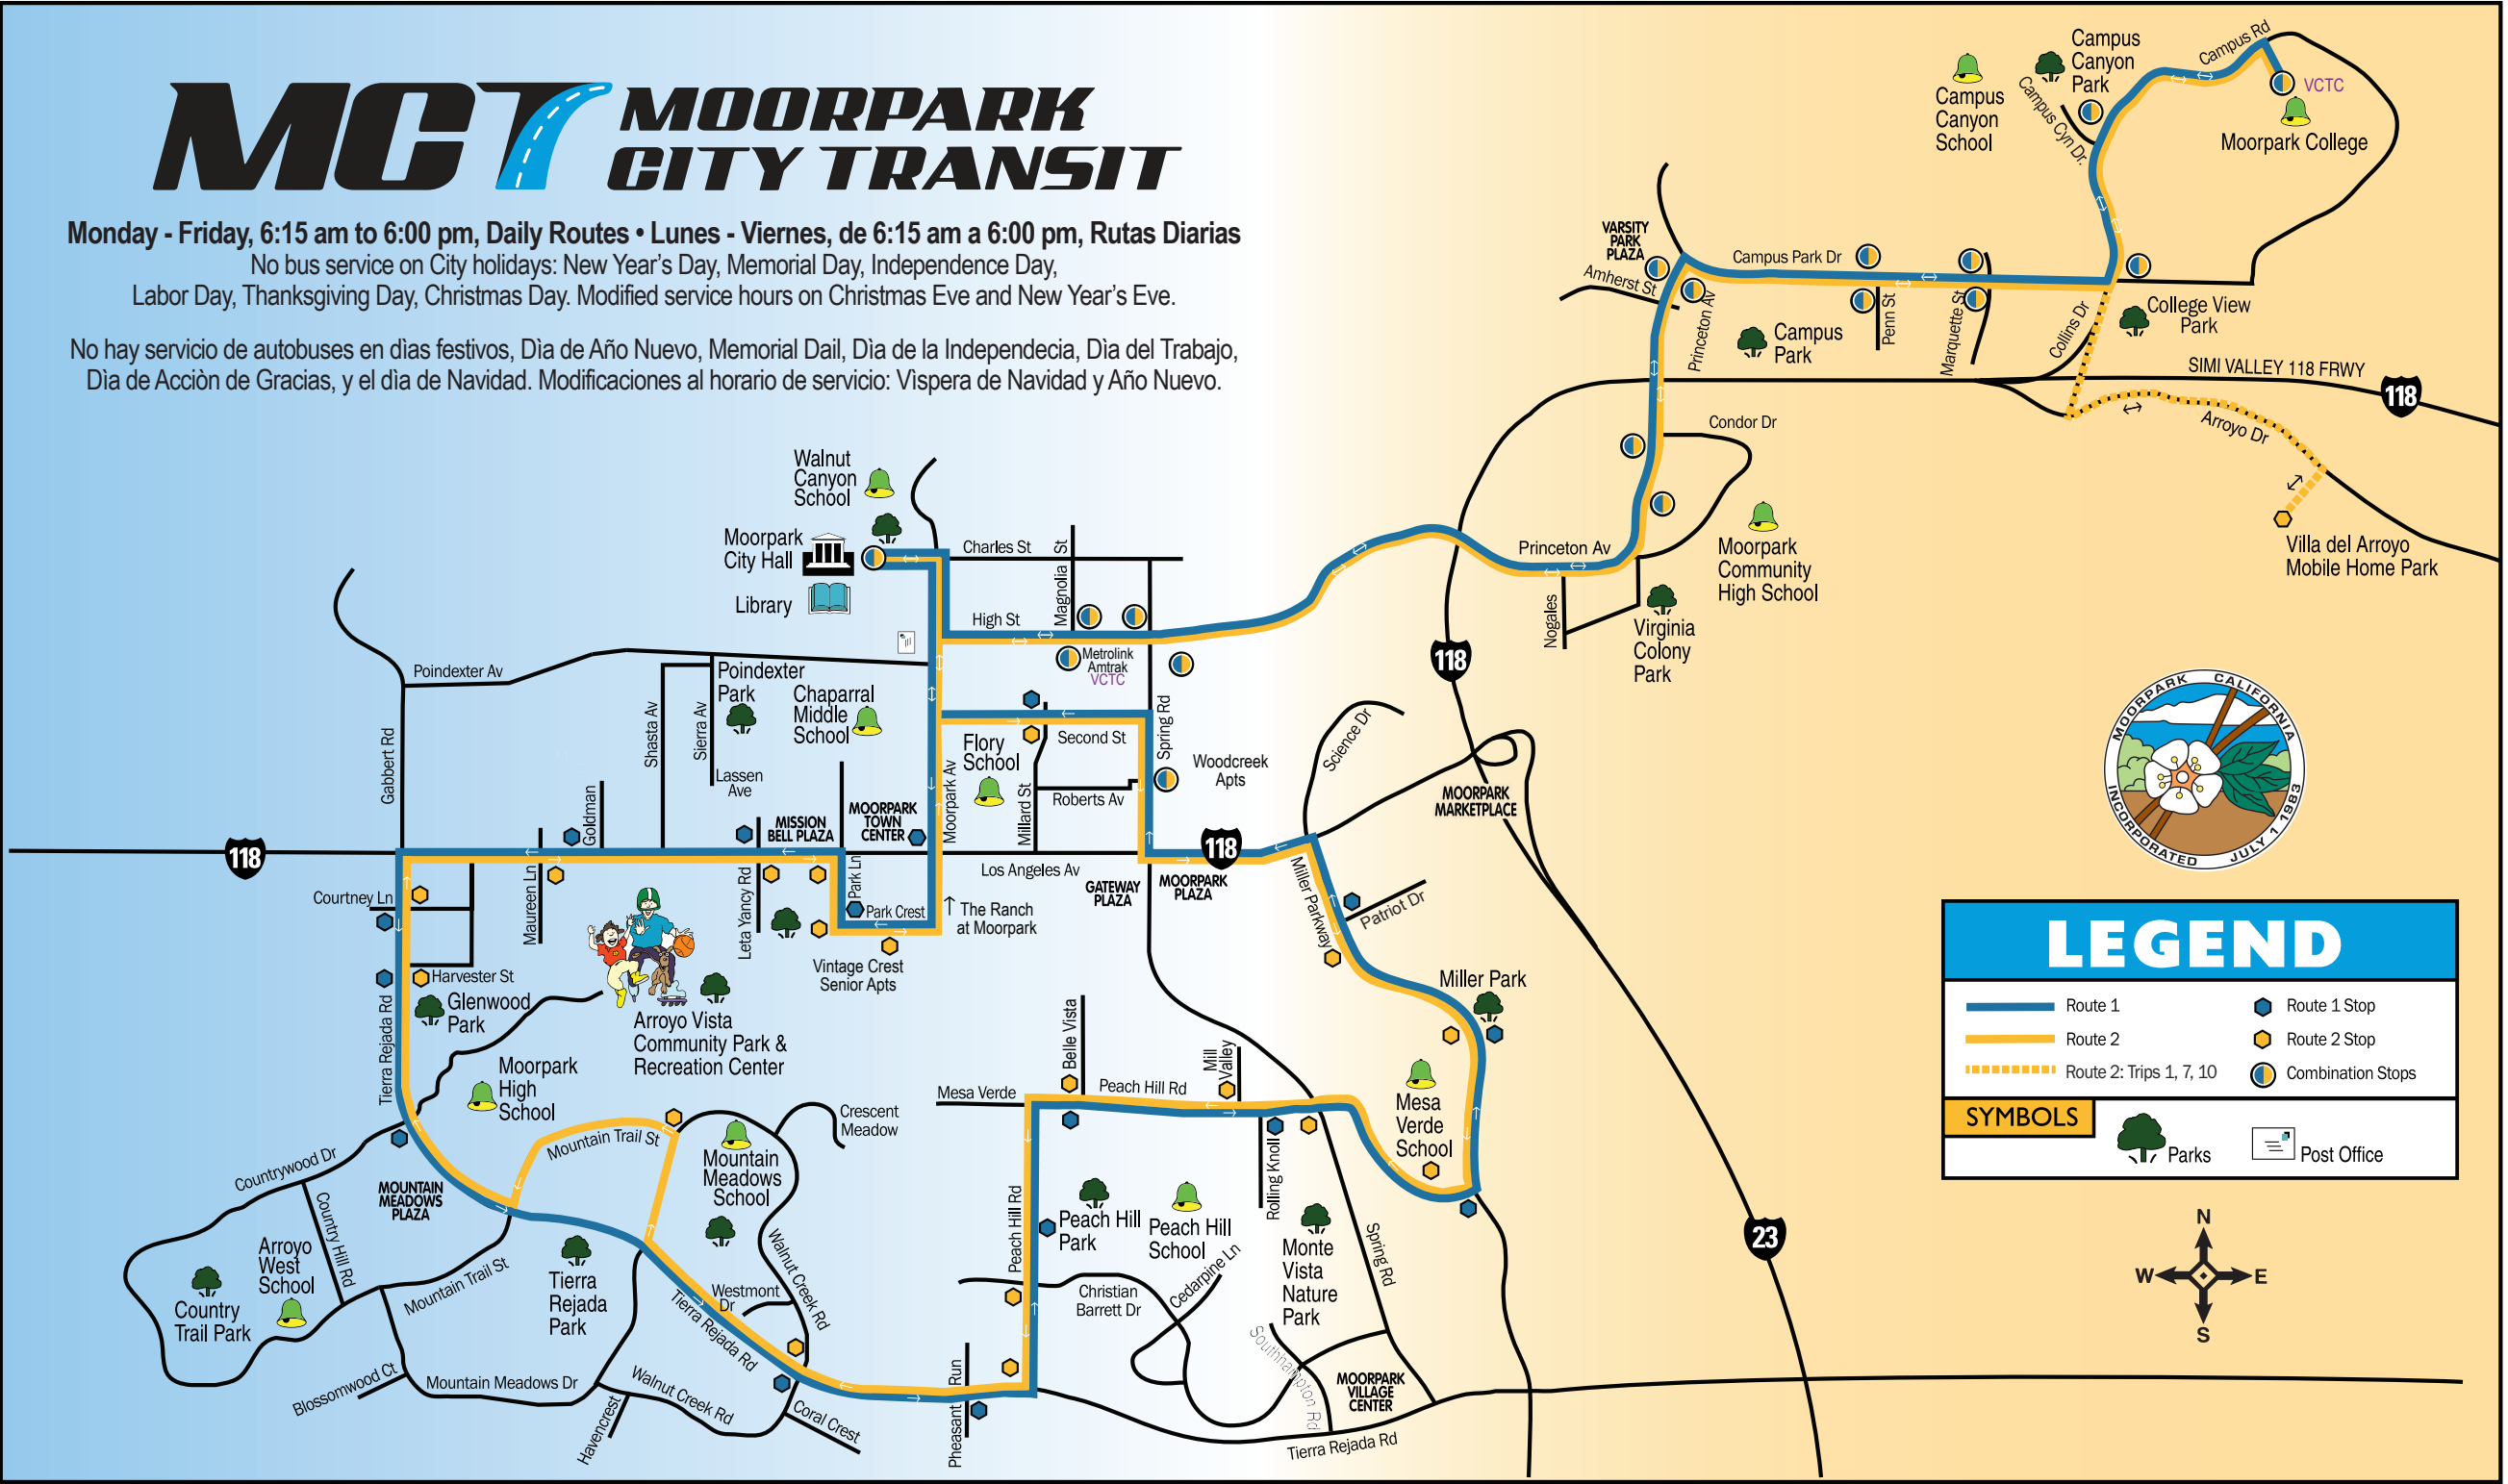 MCT MOORPARK
CITY TRANSIT
Monday - Friday, 6:15 am to 6:00 pm, Daily Routes • Lunes - Viernes, de 6:15 am a 6:00 pm, Rutas Diarias
No bus service on City holidays: New Year's Day, Memorial Day, Independence Day,
Labor Day, Thanksgiving Day, Christmas Day. Modified service hours on Christmas Eve and New Year's Eve.
No hay servicio de autobuses en dìas festivos, Dìa de Año Nuevo, Memorial Dail, Dìa de la Independecia, Dìa del Trabajo,
Dìa de Acciòn de Gracias, y el dìa de Navidad. Modificaciones al horario de servicio: Vìspera de Navidad y Año Nuevo.
Campus Rd
Campus
Canyon
Park
Campus
Canyon
School
Campus Cyn Dr.
VCTC
Moorpark College
VARSITY
PARK
PLAZA
Amherst St
Campus Park Dr
Princeton Av
Campus
Park
Penn St
Marquette St
Collins Dr
College View
Park
SIMI VALLEY 118 FRWY
118
Arroyo Dr
Condor Dr
Villa del Arroyo
Mobile Home Park
Walnut
Canyon
School
Moorpark
City Hall
Library
Charles St
Magnolia St
High St
Princeton Av
Moorpark
Community
High School
Nogales
Virginia
Colony
Park
118
Metrolink
Amtrak
VCTC
Poindexter Av
Poindexter
Park
Chaparral
Middle
School
Gabbert Rd
Shasta Av
Sierra Av
Lassen
Ave
Flory
School
Second St
Spring Rd
Woodcreek
Apts
Science Dr
Moorpark Av
Millard St
Roberts Av
MOORPARK
MARKETPLACE
Goldman
MISSION
BELL PLAZA
MOORPARK
TOWN
CENTER
118
118
Los Angeles Av
GATEWAY
PLAZA
MOORPARK
PLAZA
Miller Parkway
Patriot Dr
Courtney Ln
Maureen Ln
Leta Yancy Rd
Park Ln
Park Crest
The Ranch
at Moorpark
Vintage Crest
Senior Apts
Harvester St
Glenwood
Park
Tierra Rejada Rd
Arroyo Vista
Community Park &
Recreation Center
Miller Park
Moorpark
High
School
Belle Vista
Mill
Valley
Mesa Verde
Peach Hill Rd
Mesa
Verde
School
Crescent
Meadow
Mountain Trail St
Mountain
Meadows
School
Countrywood Dr
MOUNTAIN
MEADOWS
PLAZA
Country Hill Rd
Arroyo
West
School
Country
Trail Park
Mountain Trail St
Tierra
Rejada
Park
Walnut Creek Rd
Westmont
Dr
Tierra Rejada Rd
Peach Hill Rd
Peach Hill
Park
Peach Hill
School
Rolling Knoll
Monte
Vista
Nature
Park
Spring Rd
Cedarpine Ln
Christian
Barrett Dr
Southhampton Rd
MOORPARK
VILLAGE
CENTER
Tierra Rejada Rd
Blossomwood Ct
Mountain Meadows Dr
Havencrest
Walnut Creek Rd
Coral Crest
Pheasant Run
23
MOORPARK CALIFORNIA
INCORPORATED JULY 1 1983
LEGEND
Route 1
Route 1 Stop
Route 2
Route 2 Stop
Route 2: Trips 1, 7, 10
Combination Stops
SYMBOLS
Parks
Post Office
N
W
E
S